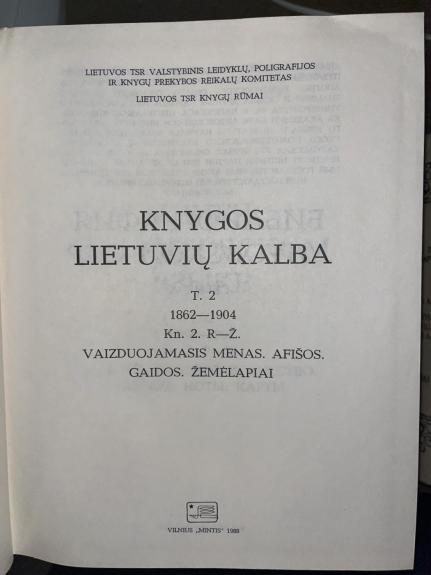 LIETUVOS TSR VALSTYBINIS LEIDYKLŲ, POLIGRAFIJOS
IR KNYGŲ PREKYBOS REIKALŲ KOMITETAS
LIETUVOS TSR KNYGŲ RŪMAI
KNYGOS
LIETUVIŲ KALBA
T. 2
1862—1904
Kn. 2. R—Ž.
VAIZDUOJAMASIS MENAS. AFIŠOS.
GAIDOS. ŽEMĖLAPIAI
VILNIUS „MINTIS“ 1988